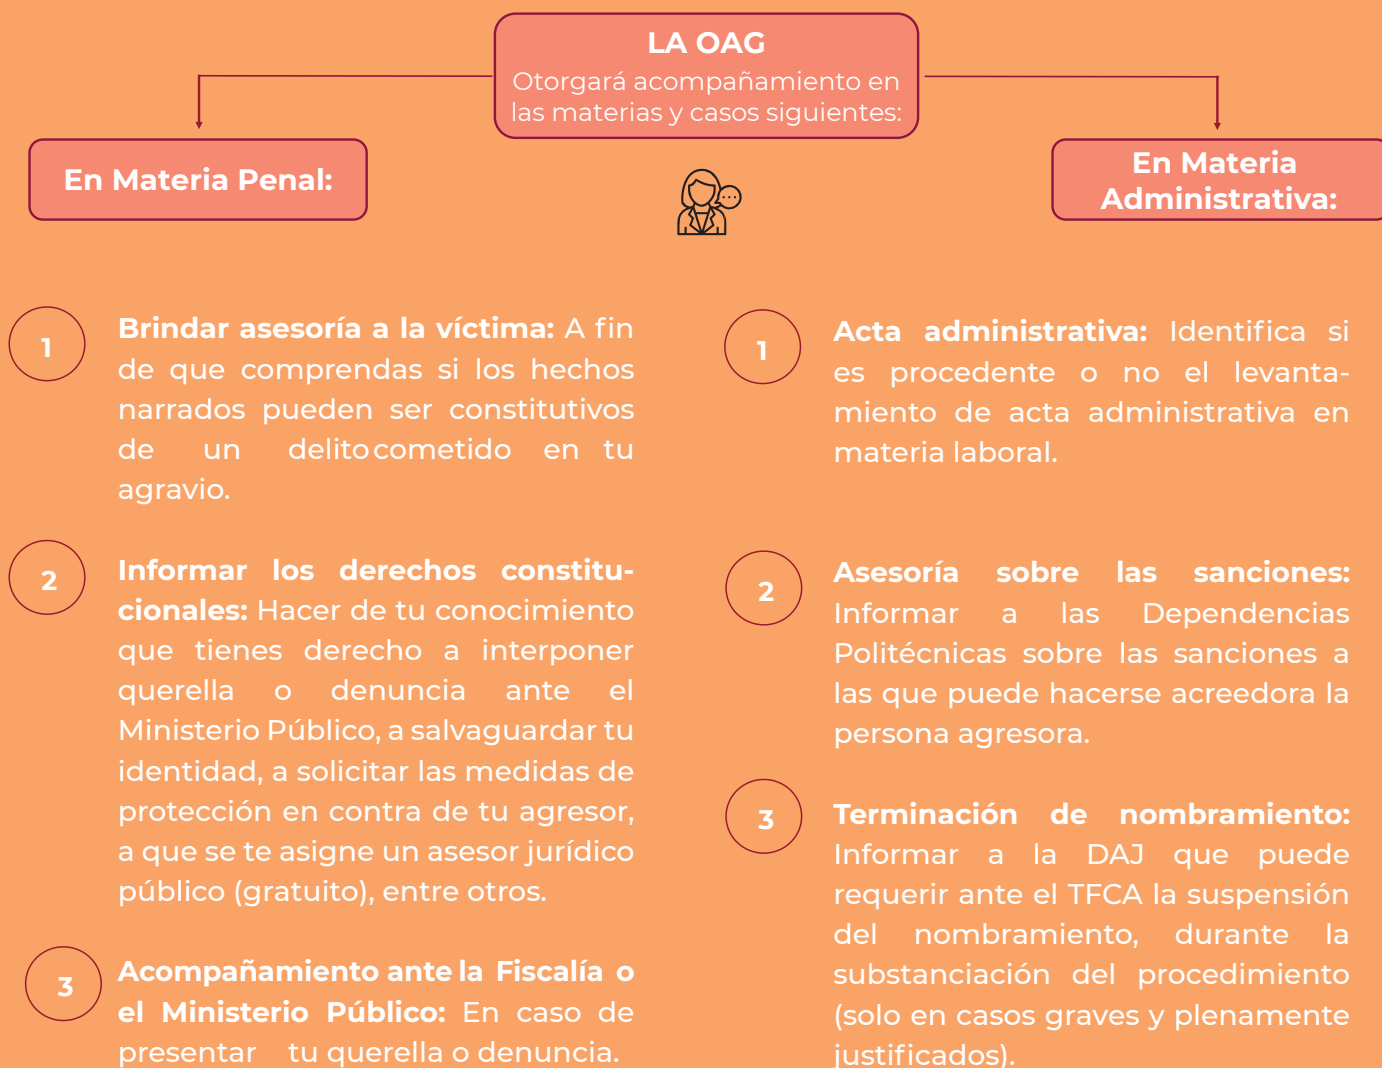 LA OAG
Otorgará acompañamiento en
las materias y casos siguientes:
En Materia Penal:
1
Brindar asesoría a la víctima: A fin
de que comprendas si los hechos
narrados pueden ser constitutivos
de un delito cometido en tu
agravio.
2
Informar los derechos constitu-
cionales: Hacer de tu conocimiento
que tienes derecho a interponer
querella o denuncia ante el
Ministerio Público, a salvaguardar tu
identidad, a solicitar las medidas de
protección en contra de tu agresor,
a que se te asigne un asesor jurídico
público (gratuito), entre otros.
3
Acompañamiento ante la Fiscalía o
el Ministerio Público: En caso de
presentar tu querella o denuncia.
En Materia
Administrativa:
1
Acta administrativa: Identifica si
es procedente o no el levanta-
miento de acta administrativa en
materia laboral.
2
Asesoría sobre las sanciones:
Informar a las Dependencias
Politécnicas sobre las sanciones a
las que puede hacerse acreedora la
persona agresora.
3
Terminación de nombramiento:
Informar a la DAJ que puede
requerir ante el TFCA la suspensión
del nombramiento, durante la
substanciación del procedimiento
(solo en casos graves y plenamente
justificados).